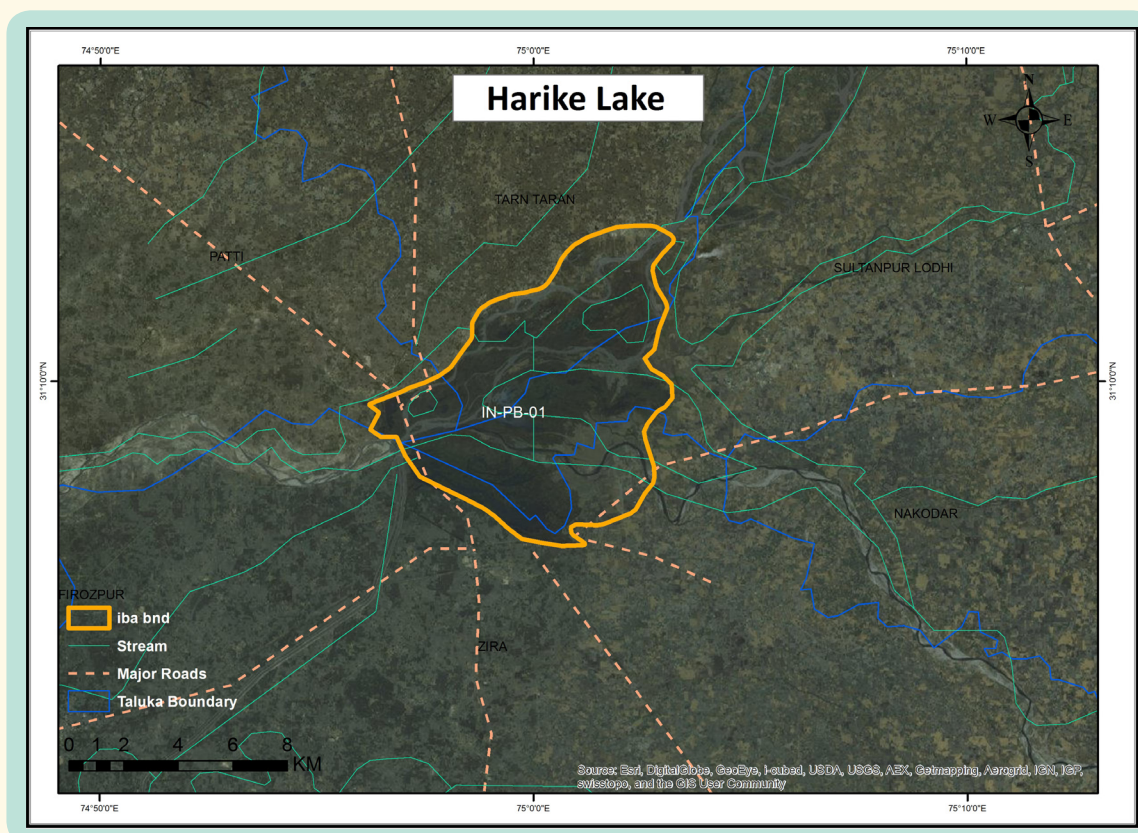 74°50'0"E
75°0'0"E
75°10'0"E
Harike Lake
N
W
E
S
TARN TARAN
PATTI
SULTANPUR LODHI
31°10'0"N
31°10'0"N
IN-PB-01
NAKODAR
FIROZPUR
iba bnd
Stream
ZIRA
Major Roads
Taluka Boundary
0 1 2 4 6 8
KM
Source: Esri, DigitalGlobe, GeoEye, i-cubed, USDA, USGS, AEX, Getmapping, Aerogrid, IGN, IGP,
swisstopo, and the GIS User Community
74°50'0"E
75°0'0"E
75°10'0"E